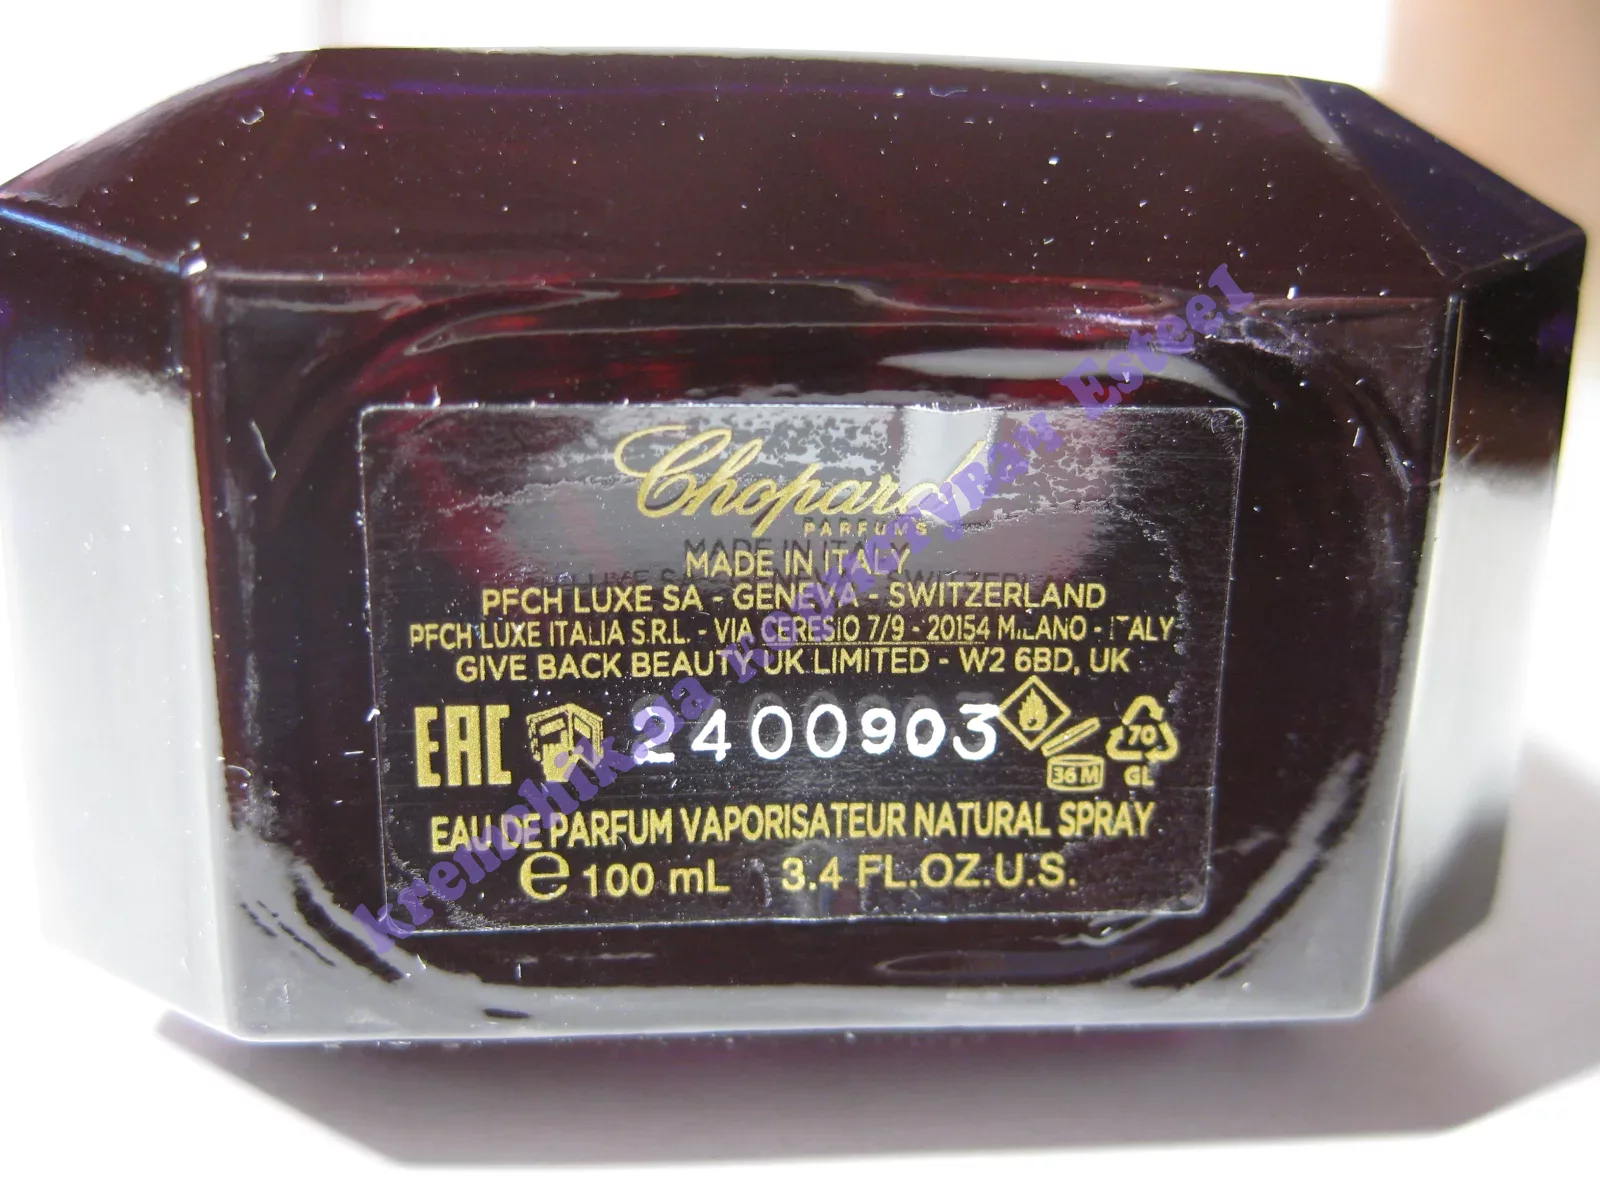 Chopard
PARFUMS
MADE IN ITALY
PFCH LUXE SA - GENEVA - SWITZERLAND
PFCH LUXE ITALIA S.R.L. - VIA CERESIO 7/9 - 20154 MILANO - ITALY
GIVE BACK BEAUTY UK LIMITED - W2 6BD, UK
EAC 2400903 36 M 70 GL
EAU DE PARFUM VAPORISATEUR NATURAL SPRAY
e 100 mL 3.4 FL.OZ.U.S.
Esteel